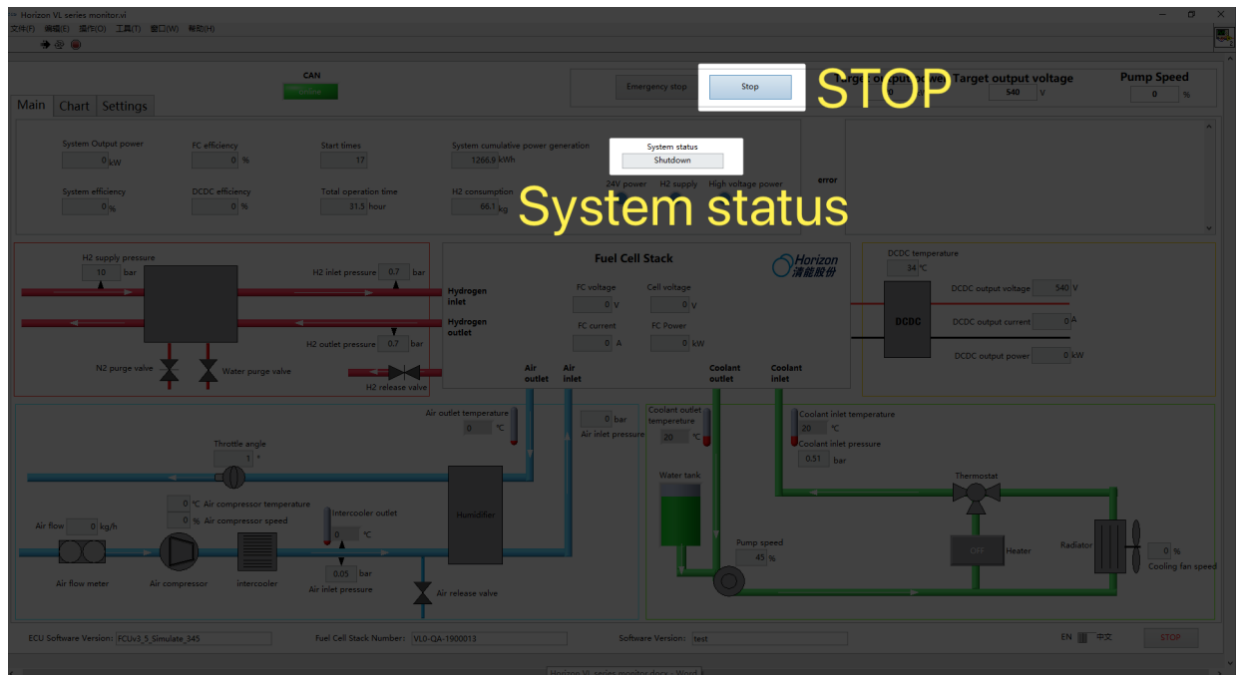 Horizon VL series monitor.vi
文件(F) 编辑(E) 操作(O) 工具(T) 窗口(W) 帮助(H)
CAN
Online
Emergency stop
Stop
STOP
Target output power Target output voltage
540 V
Pump Speed
0 %
Main Chart Settings
System Output power
0 kW
FC efficiency
0 %
Start times
17
System cumulative power generation
1266.9 kWh
System status
Shutdown
System efficiency
0 %
DCDC efficiency
0 %
Total operation time
31.5 hour
H2 consumption
66.1 kg
24V power H2 supply High voltage power
error
System status
H2 supply pressure
10 bar
H2 inlet pressure 0.7 bar
H2 outlet pressure 0.7 bar
N2 purge valve
Water purge valve
H2 release valve
Hydrogen
inlet
Hydrogen
outlet
Fuel Cell Stack
Horizon
清能股份
FC voltage
0 V
Cell voltage
0 V
FC current
0 A
FC Power
0 kW
Air
outlet
Air
inlet
Coolant
outlet
Coolant
inlet
DCDC temperature
34 ℃
DCDC
DCDC output voltage 540 V
DCDC output current 0 A
DCDC output power 0 kW
Air outlet temperature
0 ℃
0 bar
Air inlet pressure
Throttle angle
1 °
0 ℃ Air compressor temperature
0 % Air compressor speed
Intercooler outlet
0 ℃
Humidifier
Air flow 0 kg/h
0.05 bar
Air inlet pressure
Air flow meter
Air compressor
intercooler
Air release valve
Coolant outlet
temperature
20 ℃
Coolant inlet temperature
20 ℃
Coolant inlet pressure
0.51 bar
Water tank
Thermostat
Pump speed
45 %
OFF
Heater
Radiator
0 %
Cooling fan speed
ECU Software Version: FCUv3_5_Simulate_345
Fuel Cell Stack Number: VL0-QA-1900013
Software Version: test
EN 中文
STOP
Horizon VL series monitor.docx - Word